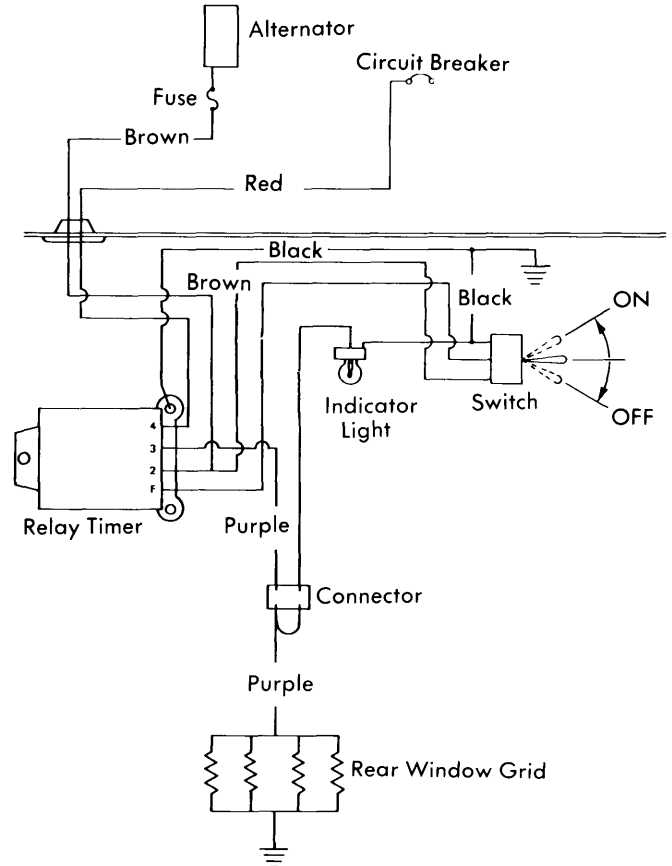 Alternator
Circuit Breaker
Fuse
Brown
Red
Black
Brown
Black
ON
Indicator
Light
Switch
OFF
4
3
2
F
Relay Timer
Purple
Connector
Purple
Rear Window Grid